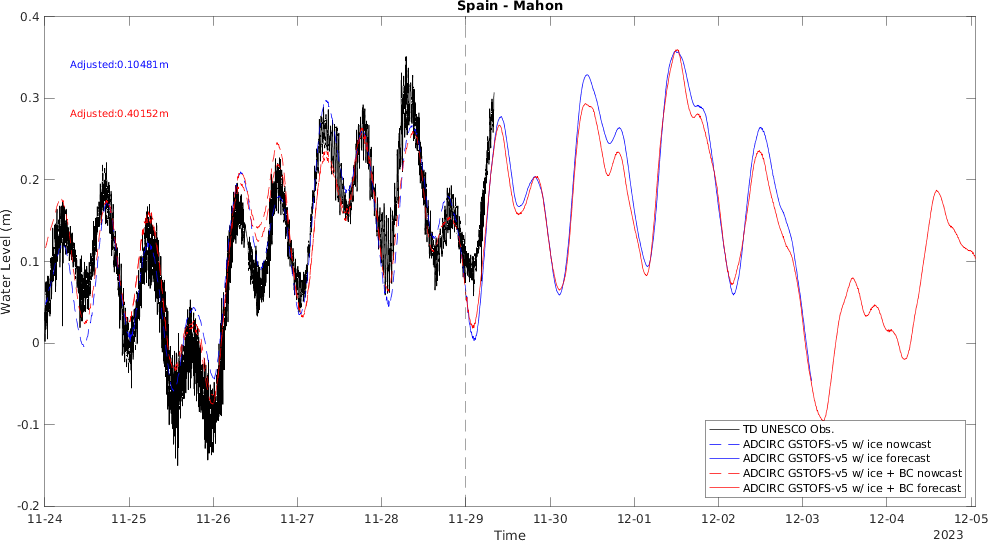 Spain - Mahon
0.4
0.3
0.2
0.1
0
-0.1
-0.2
Water Level (m)
Adjusted:0.10481m
Adjusted:0.40152m
TD UNESCO Obs.
ADCIRC GSTOFS-v5 w/ ice nowcast
ADCIRC GSTOFS-v5 w/ ice forecast
ADCIRC GSTOFS-v5 w/ ice + BC nowcast
ADCIRC GSTOFS-v5 w/ ice + BC forecast
11-24 11-25 11-26 11-27 11-28 11-29 11-30 12-01 12-02 12-03 12-04 12-05
Time
2023